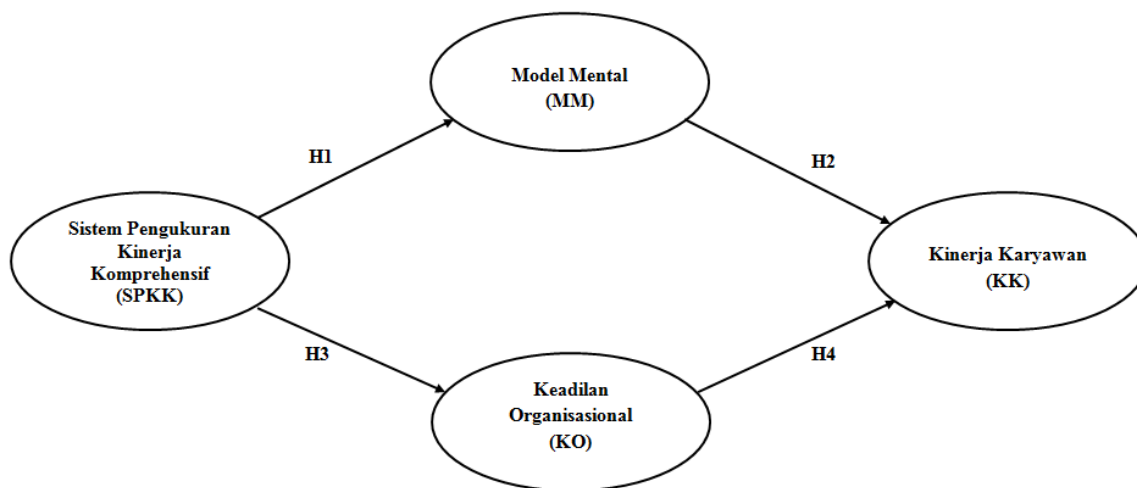 Model Mental
(MM)
H1
H2
Sistem Pengukuran
Kinerja
Komprehensif
(SPKK)
Kinerja Karyawan
(KK)
H3
H4
Keadilan
Organisasional
(KO)